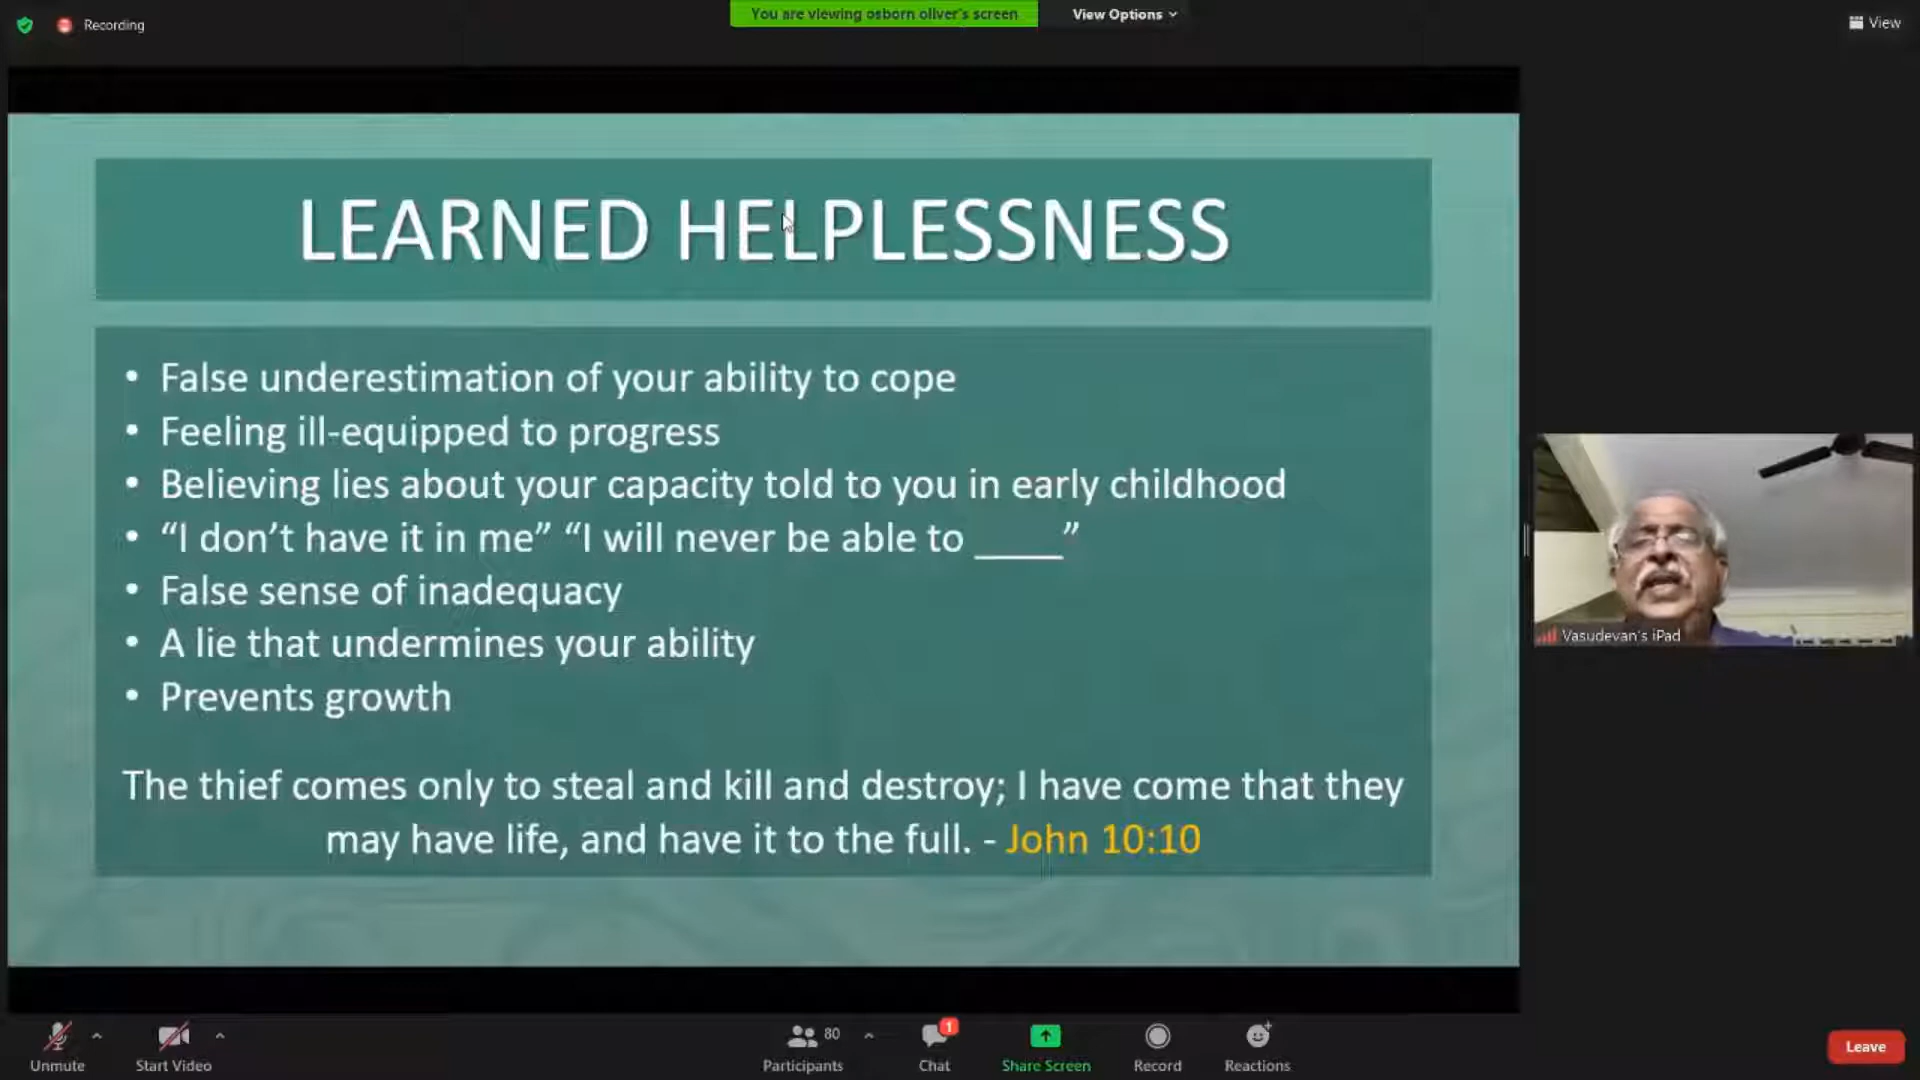 Recording
You are viewing osborn oliver's screen
View Options
View
LEARNED HELPLESSNESS
• False underestimation of your ability to cope
• Feeling ill-equipped to progress
• Believing lies about your capacity told to you in early childhood
• “I don’t have it in me” “I will never be able to ____”
• False sense of inadequacy
• A lie that undermines your ability
• Prevents growth
The thief comes only to steal and kill and destroy; I have come that they
may have life, and have it to the full. - John 10:10
Vasudevan's iPad
Unmute
Start Video
80
Participants
1
Chat
Share Screen
Record
Reactions
Leave